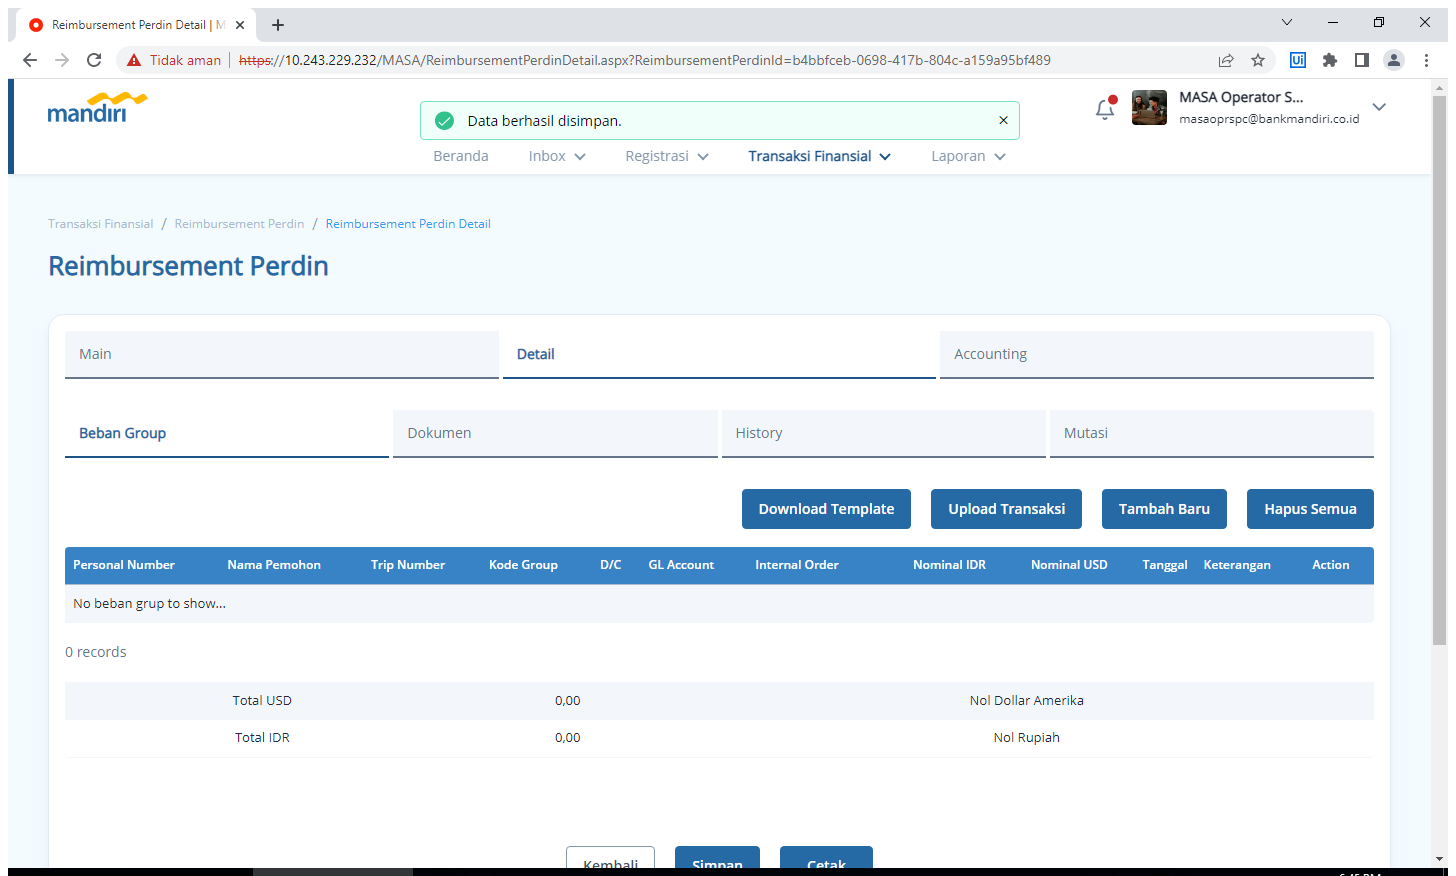 Reimbursement Perdin Detail | M
Tidak aman https://10.243.229.232/MASA/ReimbursementPerdinDetail.aspx?ReimbursementPerdinId=b4bbfceb-0698-417b-804c-a159a95bf489
Ui
mandırı
Data berhasil disimpan.
MASA Operator S...
masaoprspc@bankmandiri.co.id
Beranda Inbox Registrasi Transaksi Finansial Laporan
Transaksi Finansial / Reimbursement Perdin / Reimbursement Perdin Detail
Reimbursement Perdin
Main Detail Accounting
Beban Group Dokumen History Mutasi
Download Template Upload Transaksi Tambah Baru Hapus Semua
Personal Number Nama Pemohon Trip Number Kode Group D/C GL Account Internal Order Nominal IDR Nominal USD Tanggal Keterangan Action
No beban grup to show...
0 records
Total USD 0,00 Nol Dollar Amerika
Total IDR 0,00 Nol Rupiah
Kembali Simpan Cetak